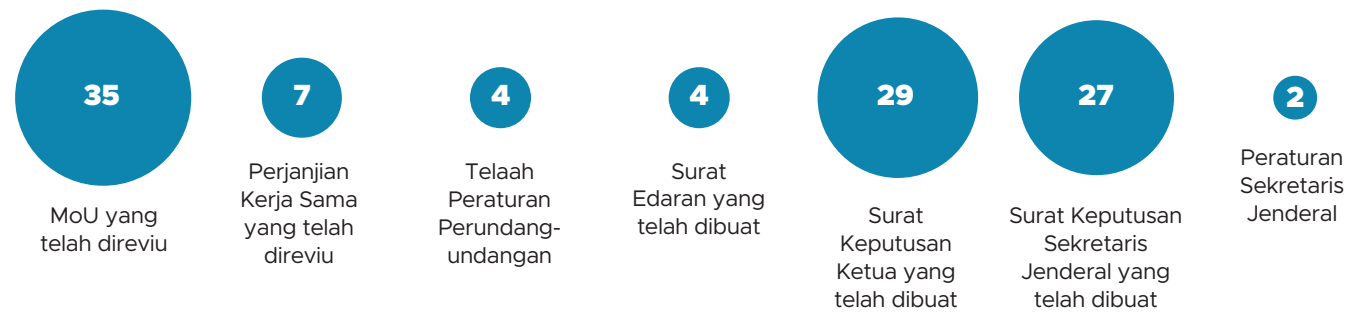 35
MoU yang
telah direviu
7
Perjanjian
Kerja Sama
yang telah
direviu
4
Telaah
Peraturan
Perundang-
undangan
4
Surat
Edaran yang
telah dibuat
29
Surat
Keputusan
Ketua yang
telah dibuat
27
Surat Keputusan
Sekretaris
Jenderal yang
telah dibuat
2
Peraturan
Sekretaris
Jenderal